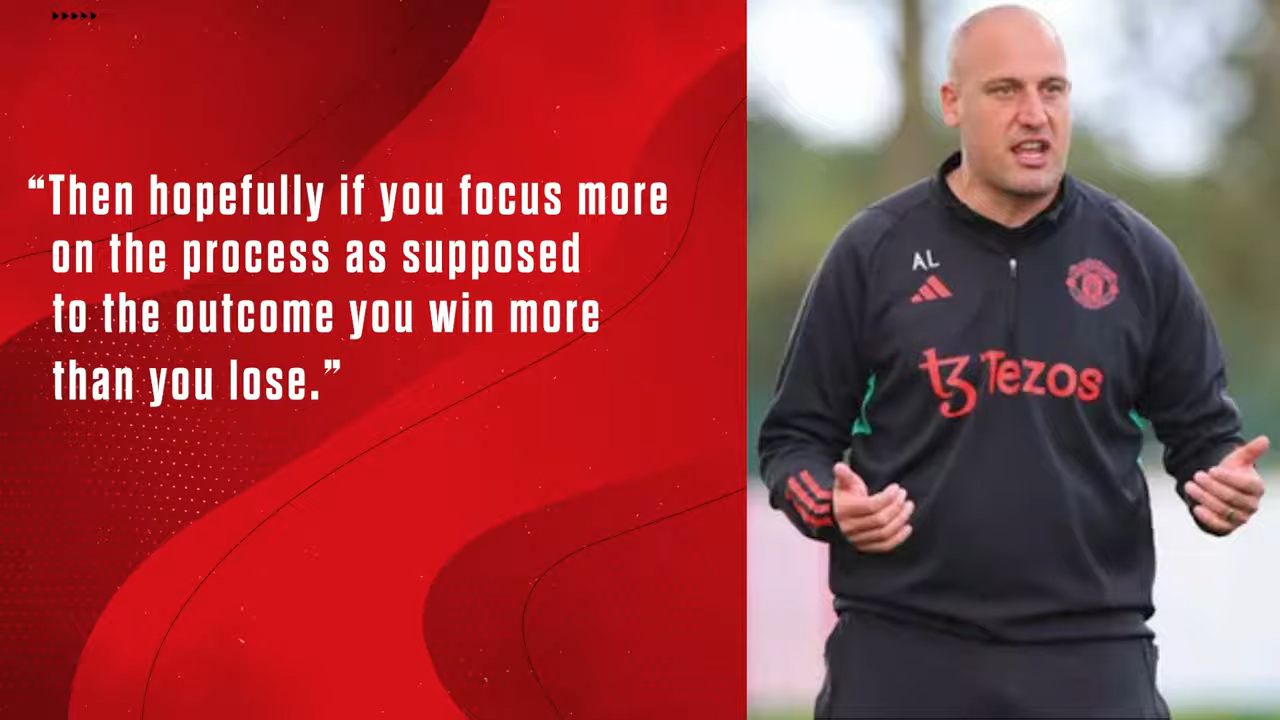 “Then hopefully if you focus more
on the process as supposed
to the outcome you win more
than you lose.”
AL
Tezos